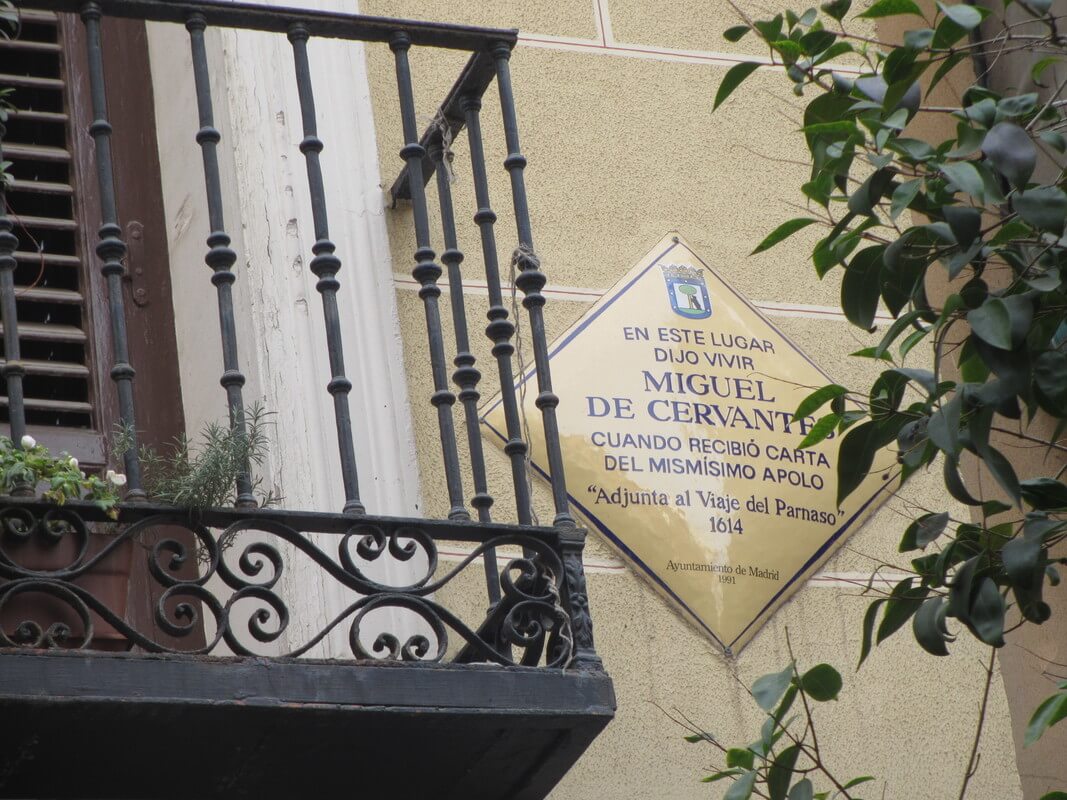 EN ESTE LUGAR
DIJO VIVIR
MIGUEL
DE CERVANTES
CUANDO RECIBIÓ CARTA
DEL MISMÍSIMO APOLO
“Adjunta al Viaje del Parnaso”
1614
Ayuntamiento de Madrid
1991